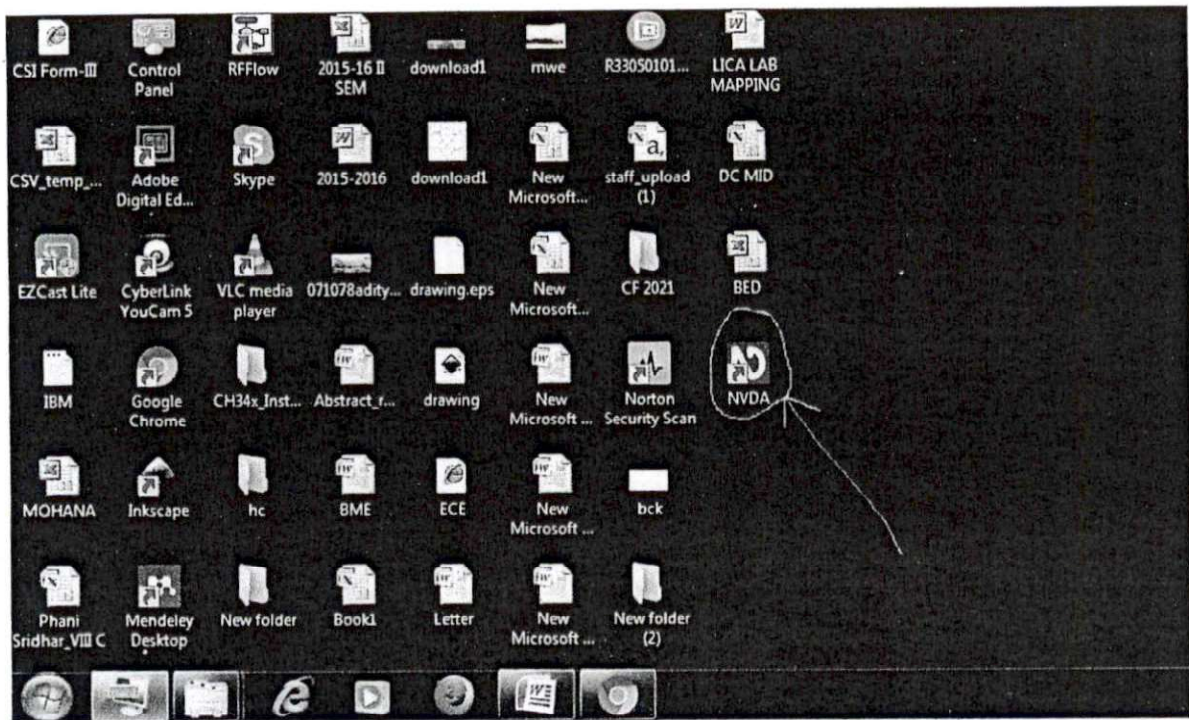 CSI Form-III
Control
Panel
RFFlow
2015-16 II
SEM
download1
mwe
R33050101...
LICA LAB
MAPPING
CSV_temp_...
Adobe
Digital Ed...
Skype
2015-2016
download1
New
Microsoft...
staff_upload
(1)
DC MID
EZCast Lite
CyberLink
YouCam 5
VLC media
player
071078adity...
drawing.eps
New
Microsoft...
CF 2021
BED
IBM
Google
Chrome
CH34x_Inst...
Abstract_r...
drawing
New
Microsoft ...
Norton
Security Scan
NVDA
MOHANA
Inkscape
hc
BME
ECE
New
Microsoft ...
bck
Phani
Sridhar_VIII C
Mendeley
Desktop
New folder
Book1
Letter
New
Microsoft ...
New folder
(2)